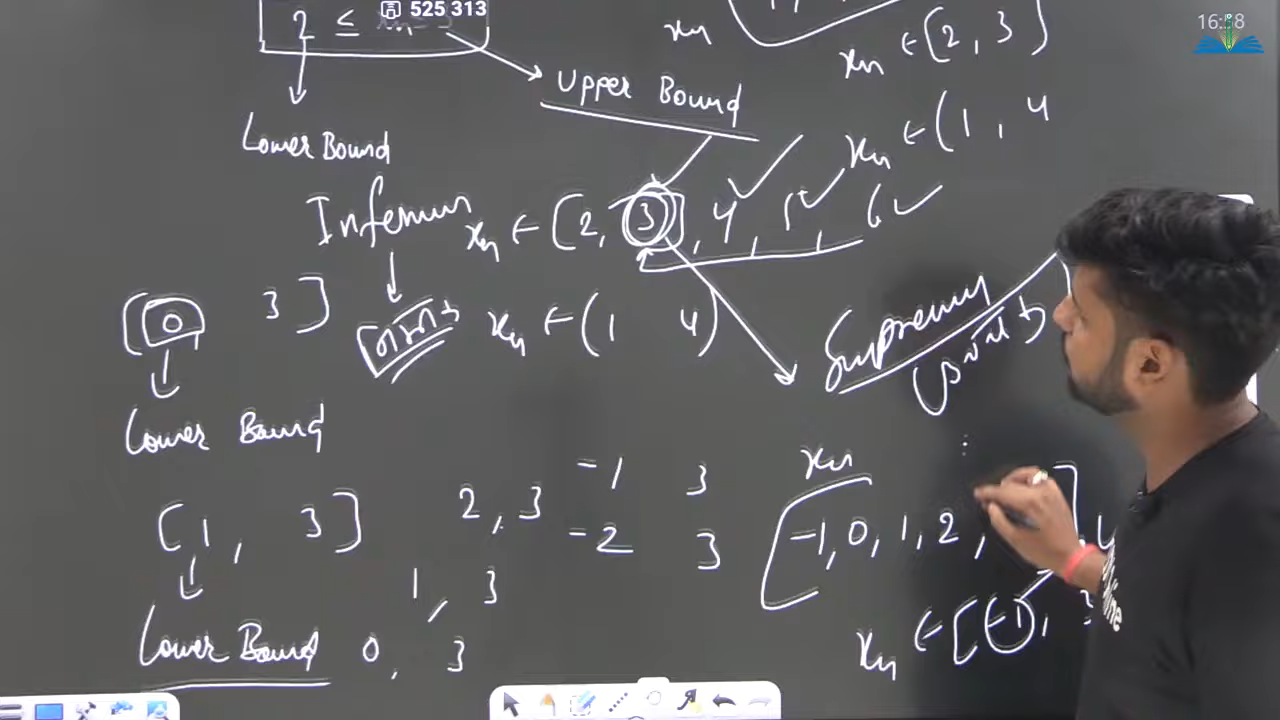 525 313
16:58
2 ≤
xn
xn ∈ [2, 3]
Upper Bound
Lower Bound
xn ∈ (1, 4
Infemum
xn ∈ [2, 3], 4, 5, 6
[0 3]
xn ∈ (1 4)
Supremum
Lower Bound
xn
-1 3
[1, 3]
2, 3
-2 3
[-1, 0, 1, 2,
1, 3
Lower Bound
0, 3
xn ∈ [-1, 3